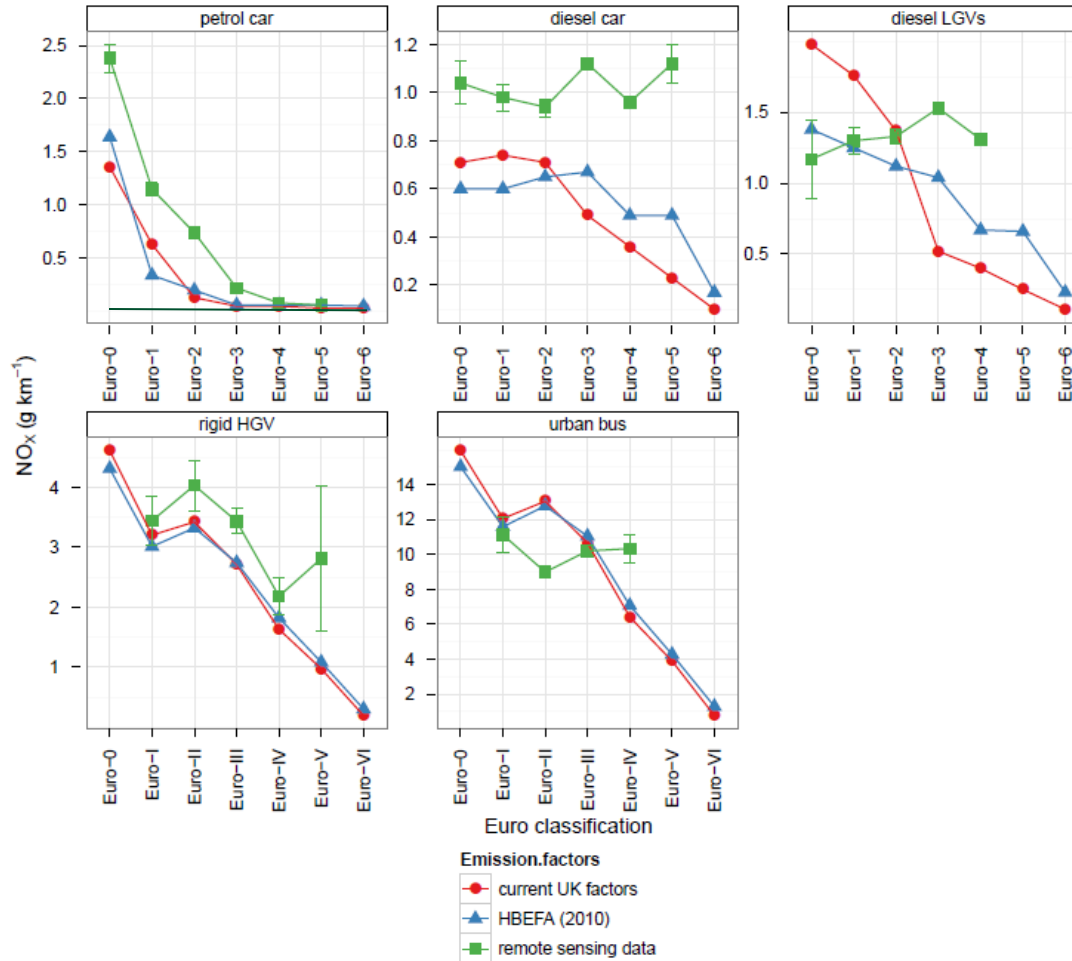 petrol car
diesel car
diesel LGVs
2.5
2.0
1.5
1.0
0.5
1.2
1.0
0.8
0.6
0.4
0.2
1.5
1.0
0.5
Euro−0
Euro−1
Euro−2
Euro−3
Euro−4
Euro−5
Euro−6
Euro−0
Euro−1
Euro−2
Euro−3
Euro−4
Euro−5
Euro−6
Euro−0
Euro−1
Euro−2
Euro−3
Euro−4
Euro−5
Euro−6
NOX (g km−1)
rigid HGV
urban bus
4
3
2
1
14
12
10
8
6
4
2
Euro−0
Euro−I
Euro−II
Euro−III
Euro−IV
Euro−V
Euro−VI
Euro−0
Euro−I
Euro−II
Euro−III
Euro−IV
Euro−V
Euro−VI
Euro classification
Emission.factors
current UK factors
HBEFA (2010)
remote sensing data